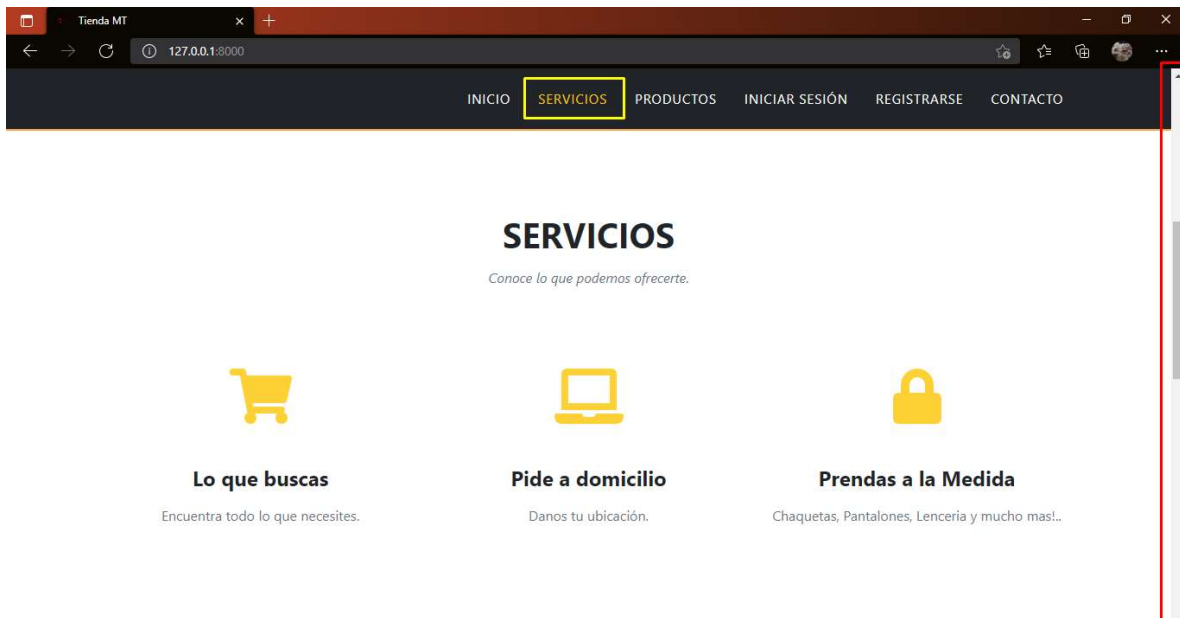 Tienda MT
127.0.0.1:8000
INICIO SERVICIOS PRODUCTOS INICIAR SESIÓN REGISTRARSE CONTACTO
SERVICIOS
Conoce lo que podemos ofrecerte.
Lo que buscas
Encuentra todo lo que necesites.
Pide a domicilio
Danos tu ubicación.
Prendas a la Medida
Chaquetas, Pantalones, Lenceria y mucho mas!..